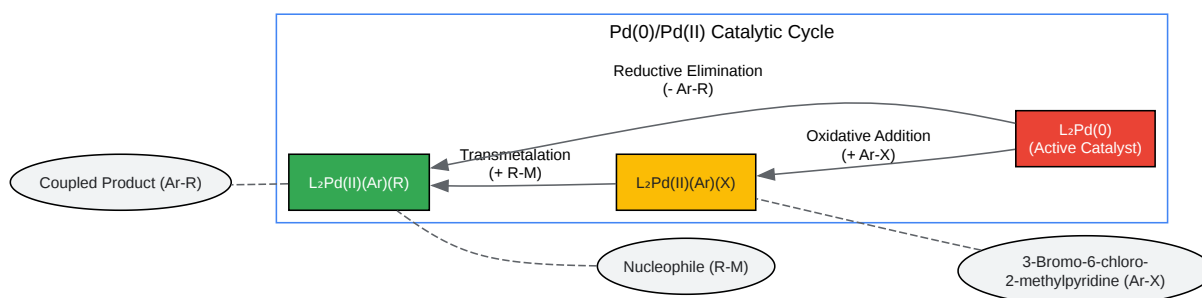 Pd(0)/Pd(II) Catalytic Cycle
Reductive Elimination
(- Ar-R)
L₂Pd(0)
(Active Catalyst)
Oxidative Addition
(+ Ar-X)
Transmetalation
(+ R-M)
Coupled Product (Ar-R)
L₂Pd(II)(Ar)(R)
L₂Pd(II)(Ar)(X)
Nucleophile (R-M)
3-Bromo-6-chloro-
2-methylpyridine (Ar-X)